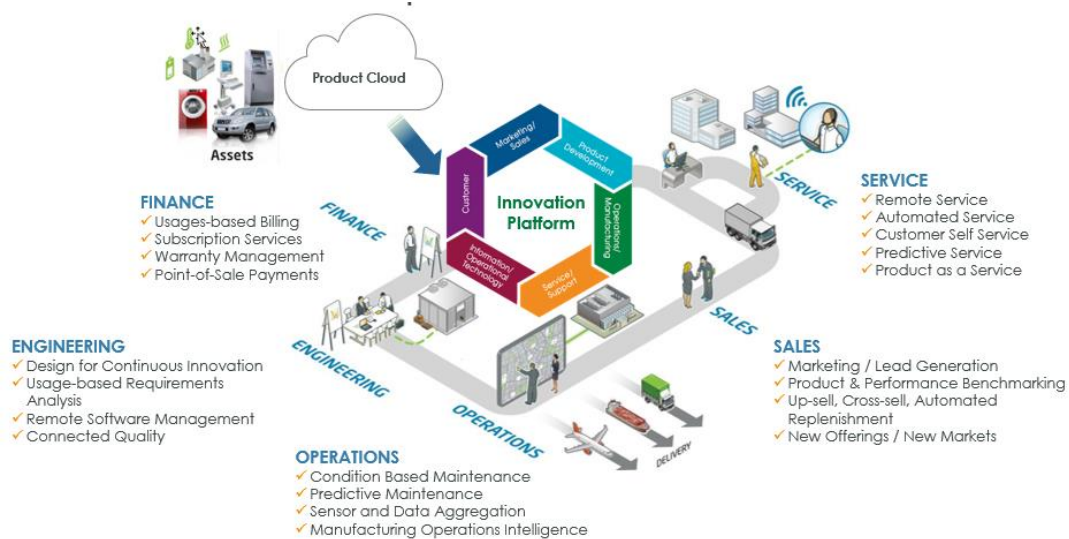 Product Cloud
Assets
Marketing/
Sales
Product
Development
Customer
Innovation
Platform
Operations/
Manufacturing
Information/
Operational
Technology
Service/
Support
FINANCE
ENGINEERING
OPERATIONS
SALES
SERVICE
DELIVERY
FINANCE
Usages-based Billing
Subscription Services
Warranty Management
Point-of-Sale Payments
SERVICE
Remote Service
Automated Service
Customer Self Service
Predictive Service
Product as a Service
ENGINEERING
Design for Continuous Innovation
Usage-based Requirements
Analysis
Remote Software Management
Connected Quality
SALES
Marketing / Lead Generation
Product & Performance Benchmarking
Up-sell, Cross-sell, Automated
Replenishment
New Offerings / New Markets
OPERATIONS
Condition Based Maintenance
Predictive Maintenance
Sensor and Data Aggregation
Manufacturing Operations Intelligence